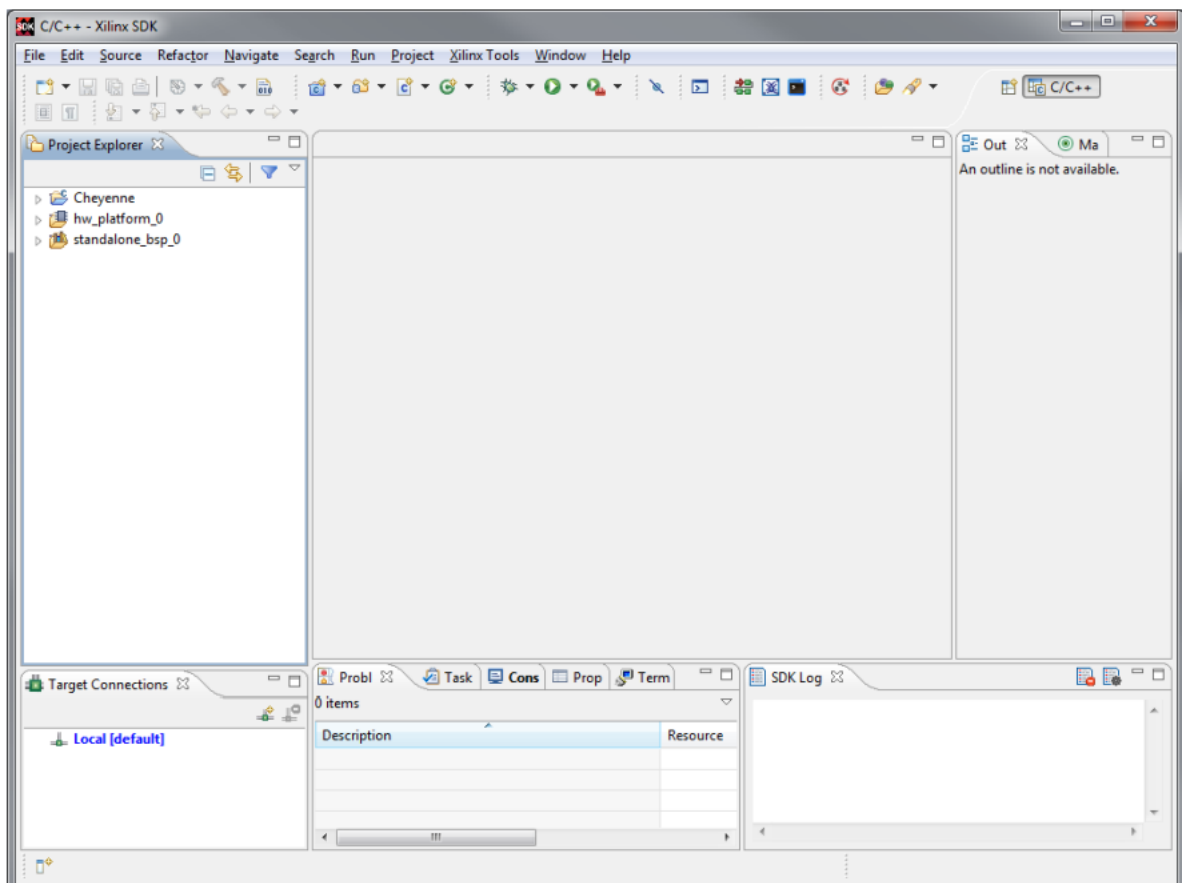 C/C++ - Xilinx SDK
File Edit Source Refactor Navigate Search Run Project Xilinx Tools Window Help
C/C++
Project Explorer
Out Ma
An outline is not available.
Cheyenne
hw_platform_0
standalone_bsp_0
Target Connections
Probl Task Cons Prop Term
SDK Log
0 items
Local [default]
Description Resource